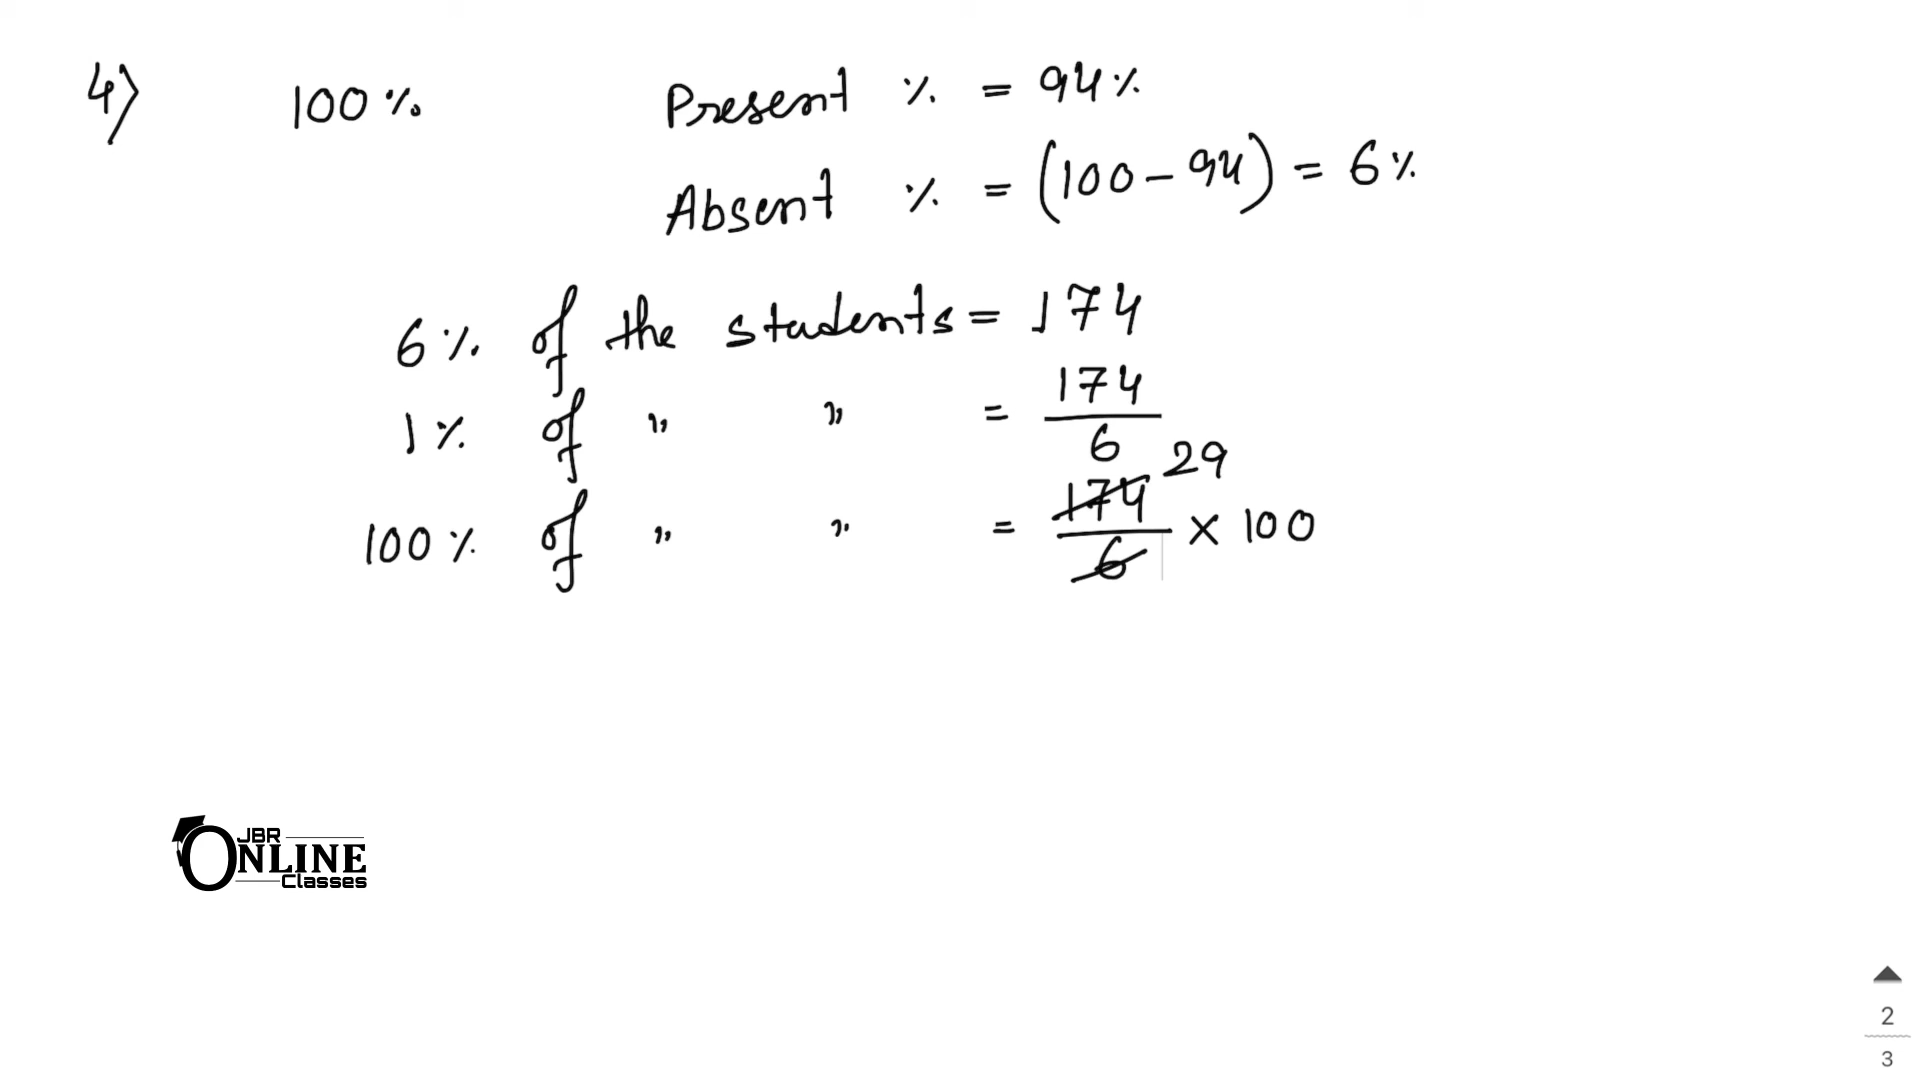 4) 100 % Present % = 94 %
Absent % = (100 - 94) = 6 %
6 % of the students = 174
1 % of " " = 174/6
100 % of " " = 174/6 29 × 100
JBR
ONLINE
Classes
2
3